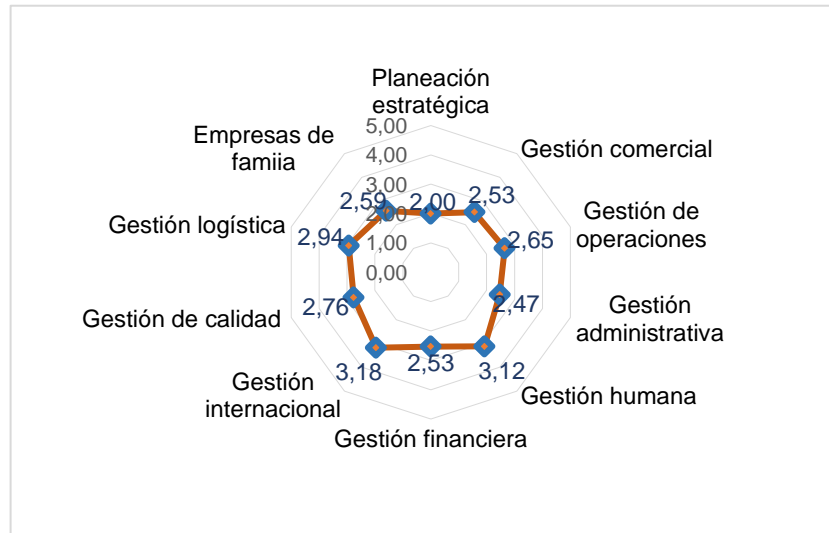 Planeación
estratégica
5,00
4,00
3,00
2,00
1,00
0,00
2,00
Gestión comercial
2,53
Gestión de
operaciones
2,65
Gestión
administrativa
2,47
Gestión humana
3,12
Gestión financiera
2,53
Gestión
internacional
3,18
Gestión de calidad
2,76
Gestión logística
2,94
Empresas de
famiia
2,59